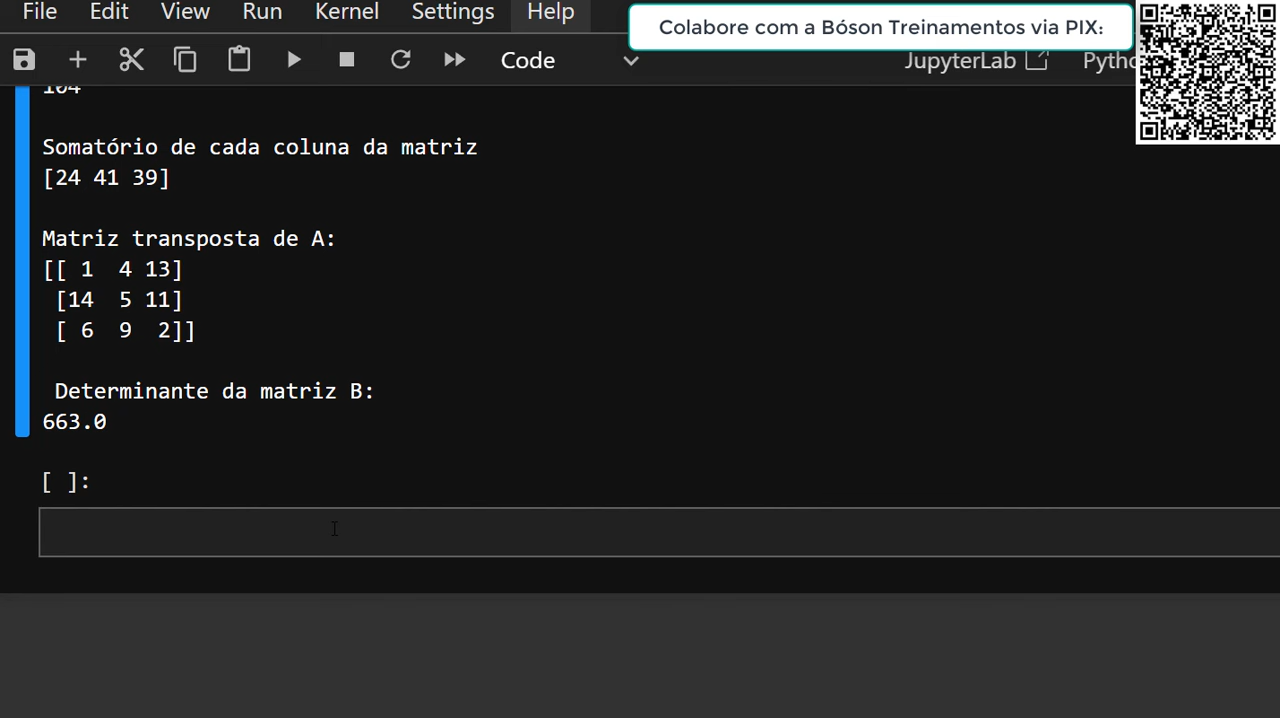 File Edit View Run Kernel Settings Help
Colabore com a Bóson Treinamentos via PIX:
Code
JupyterLab
104
Somatório de cada coluna da matriz
[24 41 39]
Matriz transposta de A:
[[ 1  4 13]
[14  5 11]
[ 6  9  2]]
Determinante da matriz B:
663.0
[ ]: